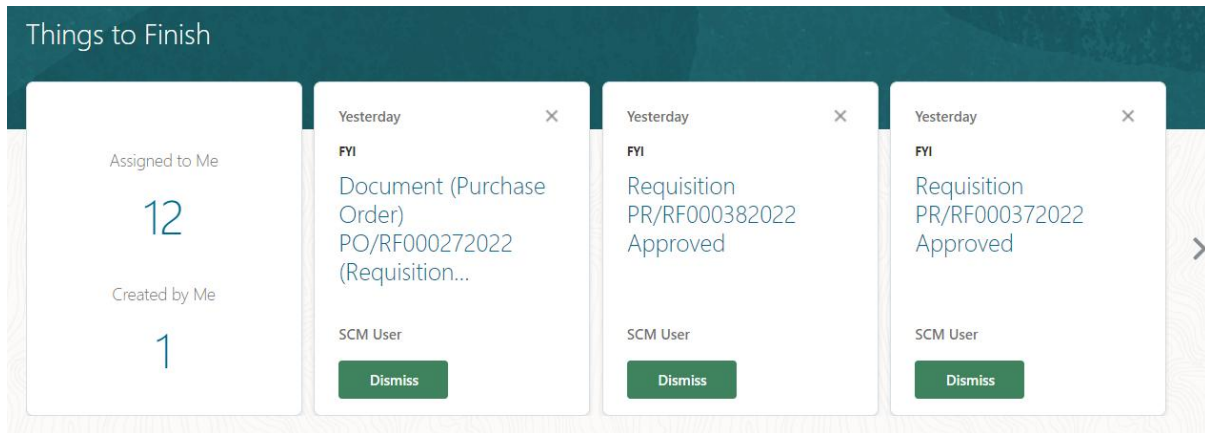 Things to Finish
Assigned to Me
12
Created by Me
1
Yesterday
FYI
Document (Purchase
Order)
PO/RF000272022
(Requisition...
SCM User
Dismiss
Yesterday
FYI
Requisition
PR/RF000382022
Approved
SCM User
Dismiss
Yesterday
FYI
Requisition
PR/RF000372022
Approved
SCM User
Dismiss